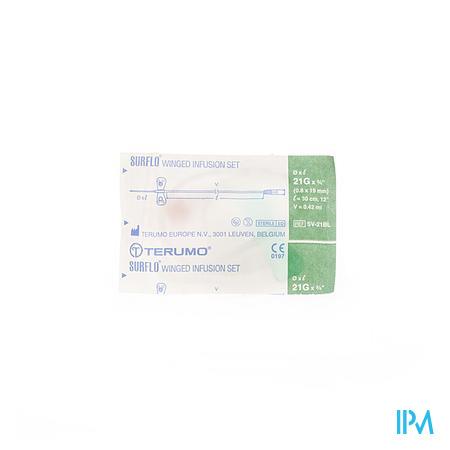 SURFLO® WINGED INFUSION SET
Ø x ℓ
21G x ¾"
(0.8 x 19 mm)
ℓ = 30 cm, 12"
V = 0.42 ml
Ø x ℓ
V
ℓ
REF SV-21BL
STERILE EO
TERUMO EUROPE N.V., 3001 LEUVEN, BELGIUM
TERUMO®
CE
0197
SURFLO® WINGED INFUSION SET
Ø x ℓ
21G x ¾"
V
IPM